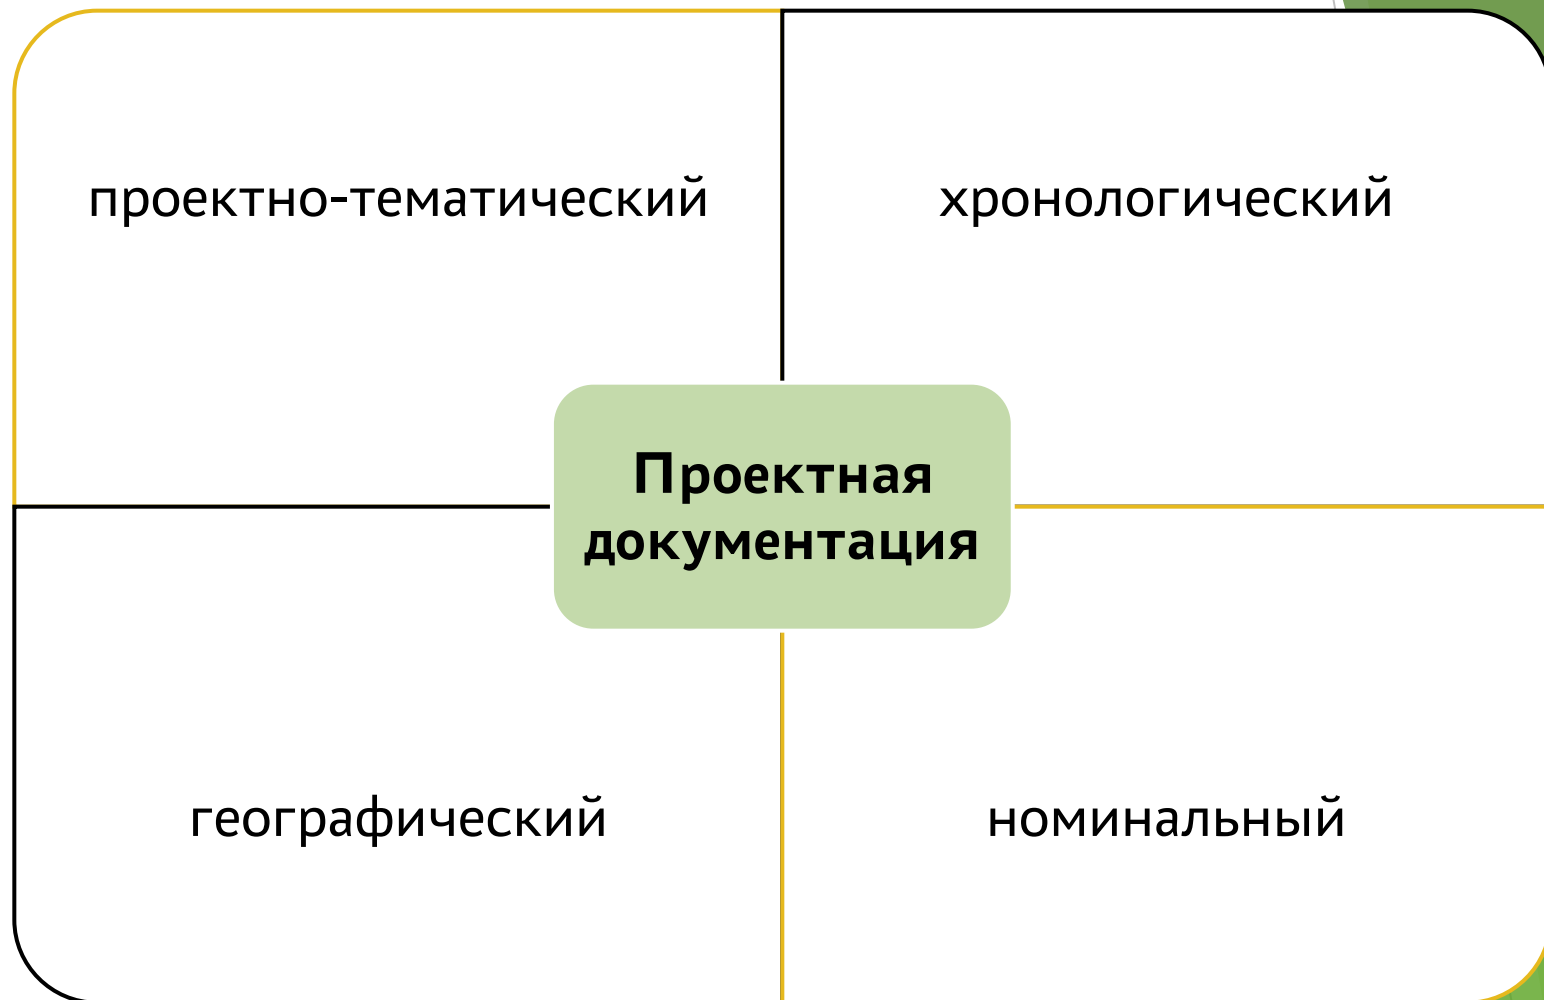 проектно-тематический
хронологический
Проектная
документация
географический
номинальный